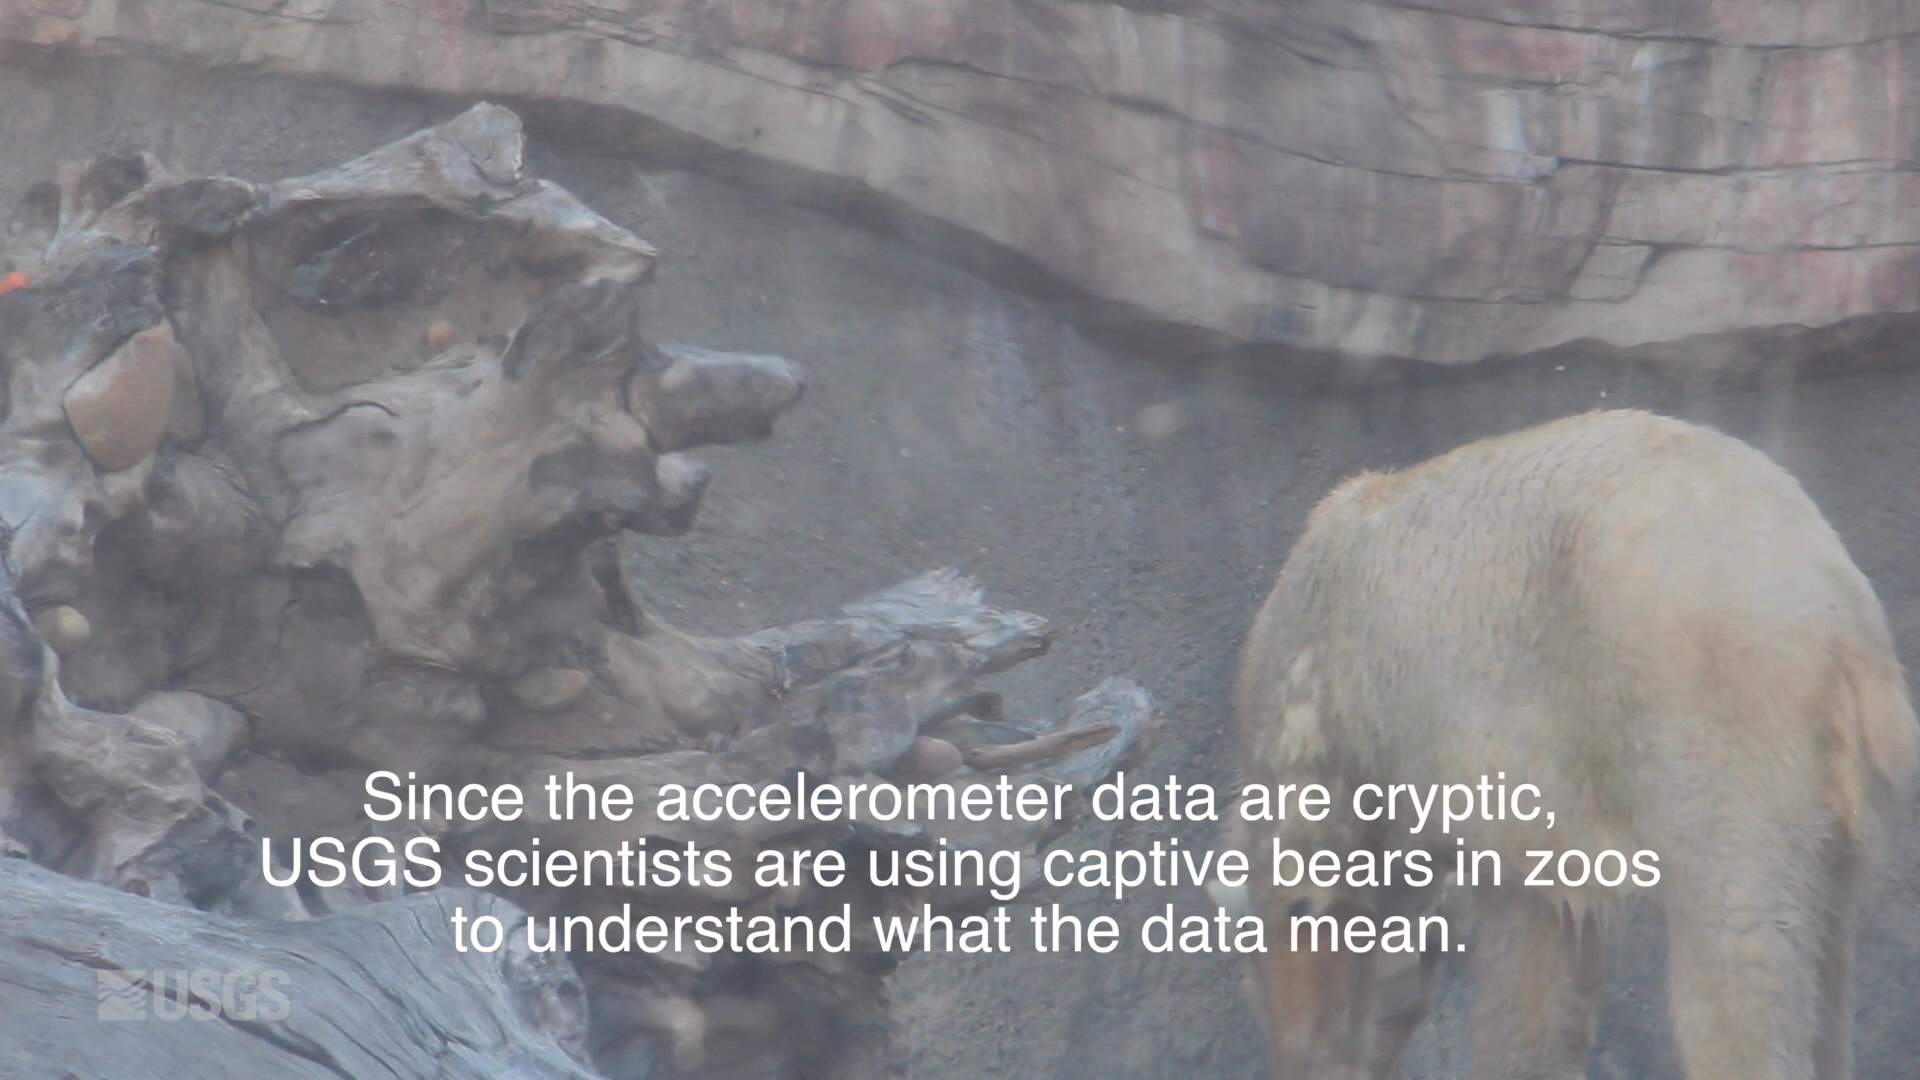 Since the accelerometer data are cryptic,
USGS scientists are using captive bears in zoos
to understand what the data mean.
USGS